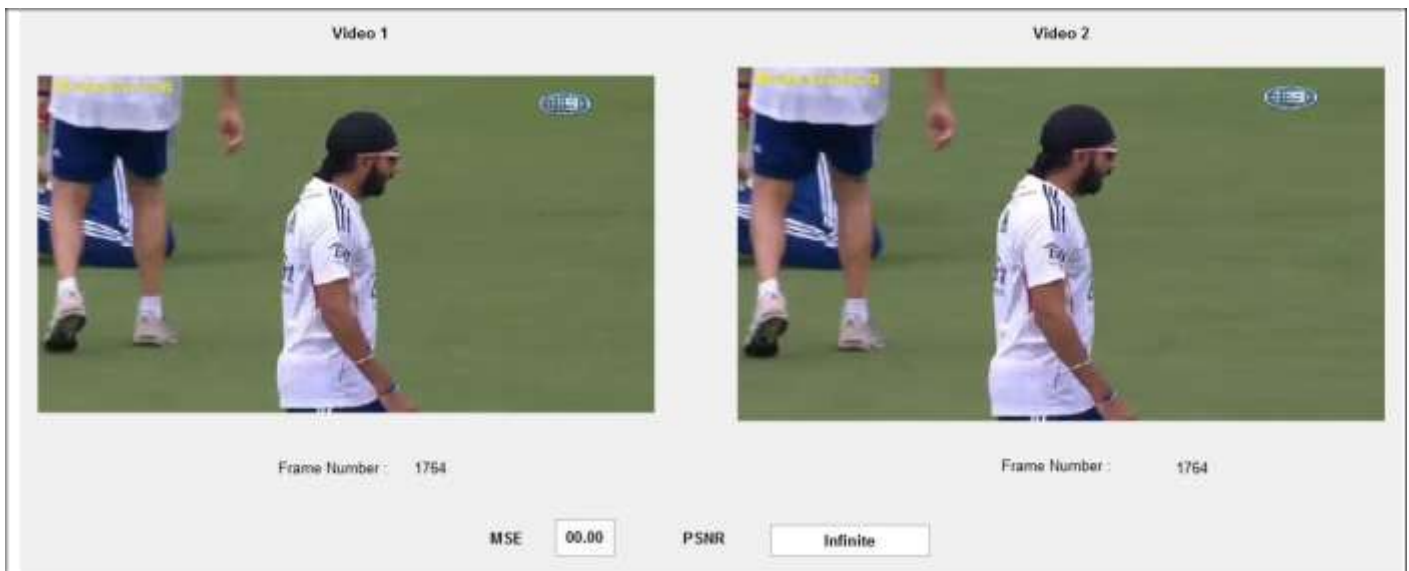 Video 1
Video 2
Frame Number : 1764
Frame Number : 1764
MSE 00.00 PSNR Infinite